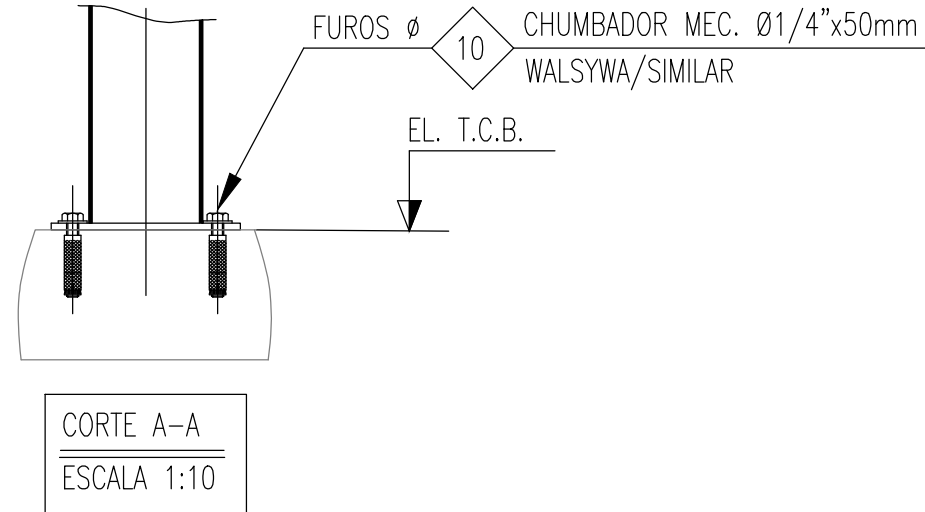 FUROS ø 10 CHUMBADOR MEC. Ø1/4"x50mm
WALSYWA/SIMILAR
EL. T.C.B.
CORTE A-A
ESCALA 1:10